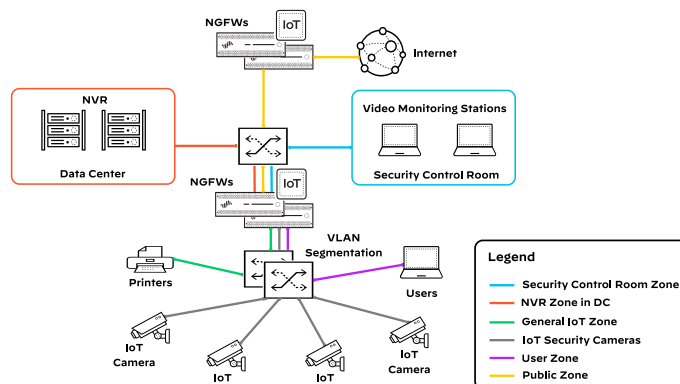 NGFWs
IoT
Internet
NVR
Data Center
Video Monitoring Stations
Security Control Room
NGFWs
IoT
VLAN
Segmentation
Printers
Users
IoT
Camera
IoT
IoT
IoT
Camera
Legend
Security Control Room Zone
NVR Zone in DC
General IoT Zone
IoT Security Cameras
User Zone
Public Zone